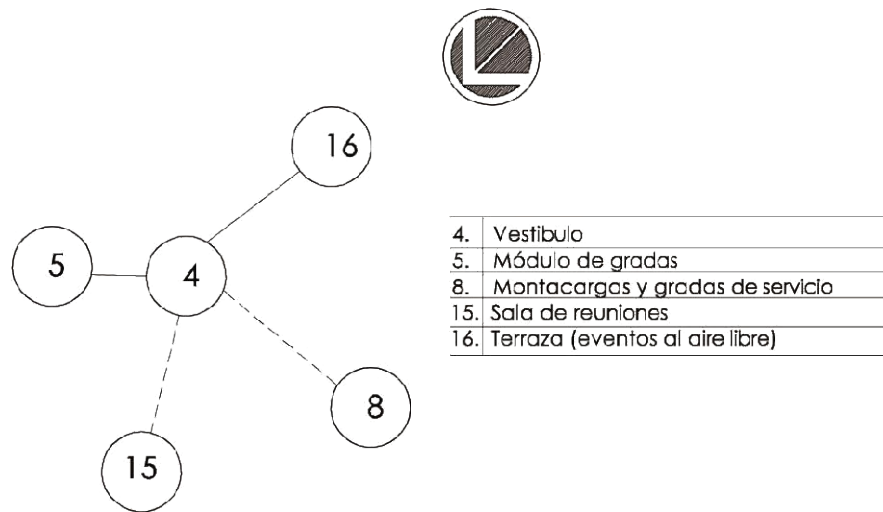 16
5
4
8
15
4. Vestibulo
5. Módulo de gradas
8. Montacargas y gradas de servicio
15. Sala de reuniones
16. Terraza (eventos al aire libre)